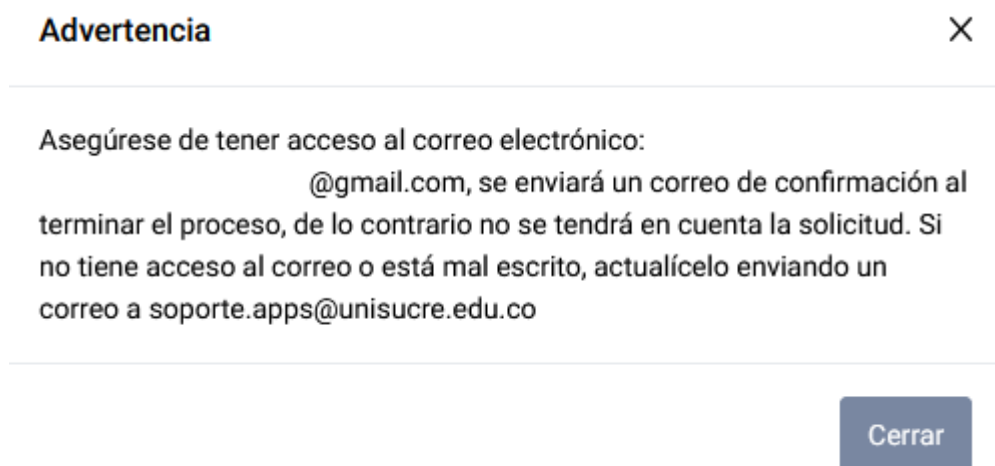 Advertencia
Asegúrese de tener acceso al correo electrónico:
@gmail.com, se enviará un correo de confirmación al
terminar el proceso, de lo contrario no se tendrá en cuenta la solicitud. Si
no tiene acceso al correo o está mal escrito, actualícelo enviando un
correo a soporte.apps@unisucre.edu.co
Cerrar